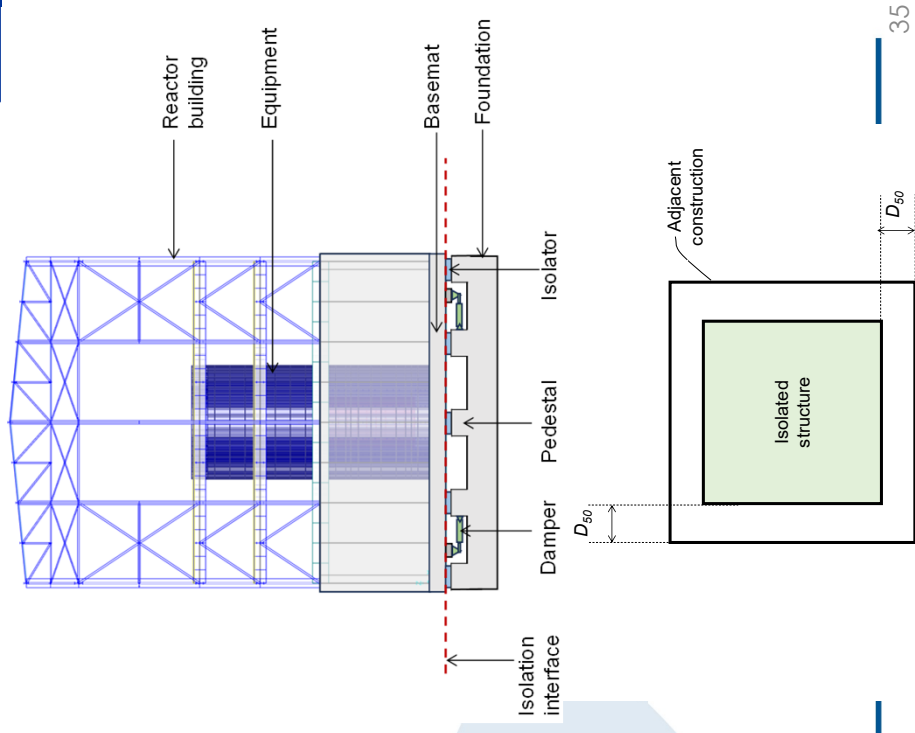 Reactor
building
Equipment
Basemat
Foundation
Isolator
Pedestal
Damper
Isolation
interface
Adjacent
construction
D50
Isolated
structure
D50
35